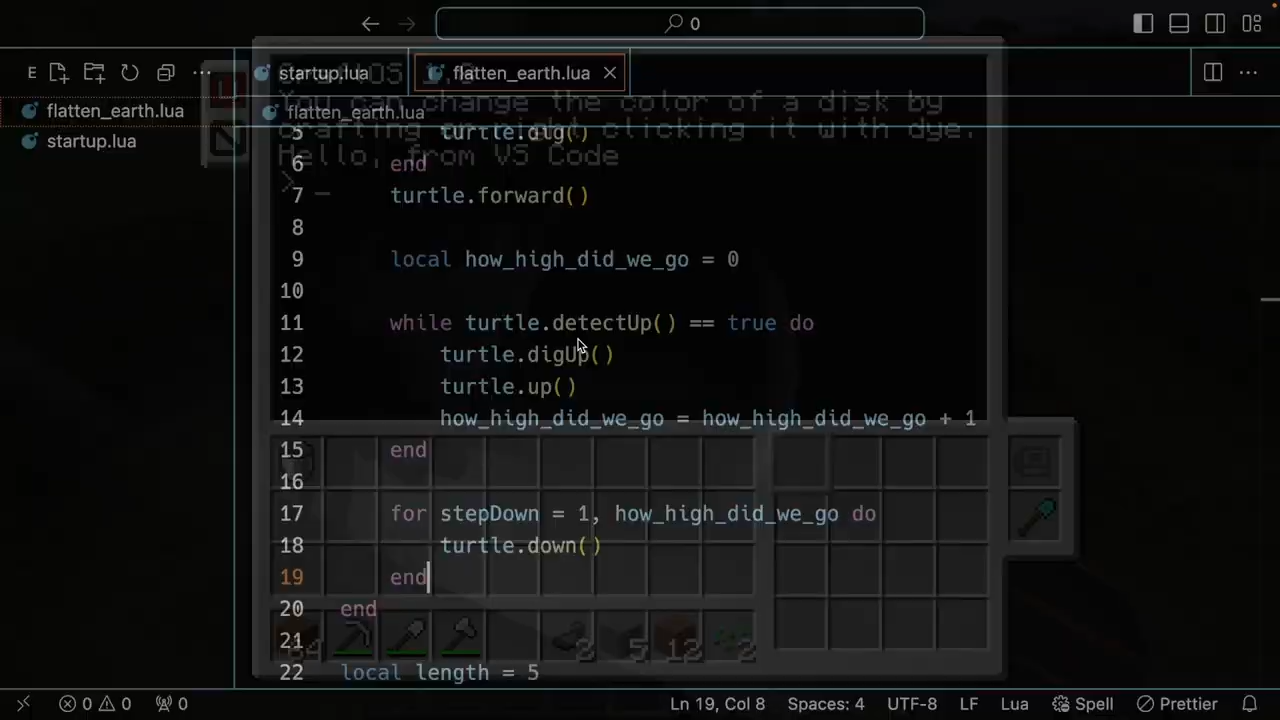 0
E
startup.lua
flatten_earth.lua
flatten_earth.lua
flatten_earth.lua
startup.lua
You can change the color of a disk by
crafting or right clicking it with dye.
Hello, from VS Code
> _
5 turtle.dig()
6 end
7 turtle.forward()
8
9 local how_high_did_we_go = 0
10
11 while turtle.detectUp() == true do
12 turtle.digUp()
13 turtle.up()
14 how_high_did_we_go = how_high_did_we_go + 1
15 end
16
17 for stepDown = 1, how_high_did_we_go do
18 turtle.down()
19 end
20 end
21
22 local length = 5
64 2 5 12 2
0 0 0
Ln 19, Col 8
Spaces: 4
UTF-8
LF
Lua
Spell
Prettier